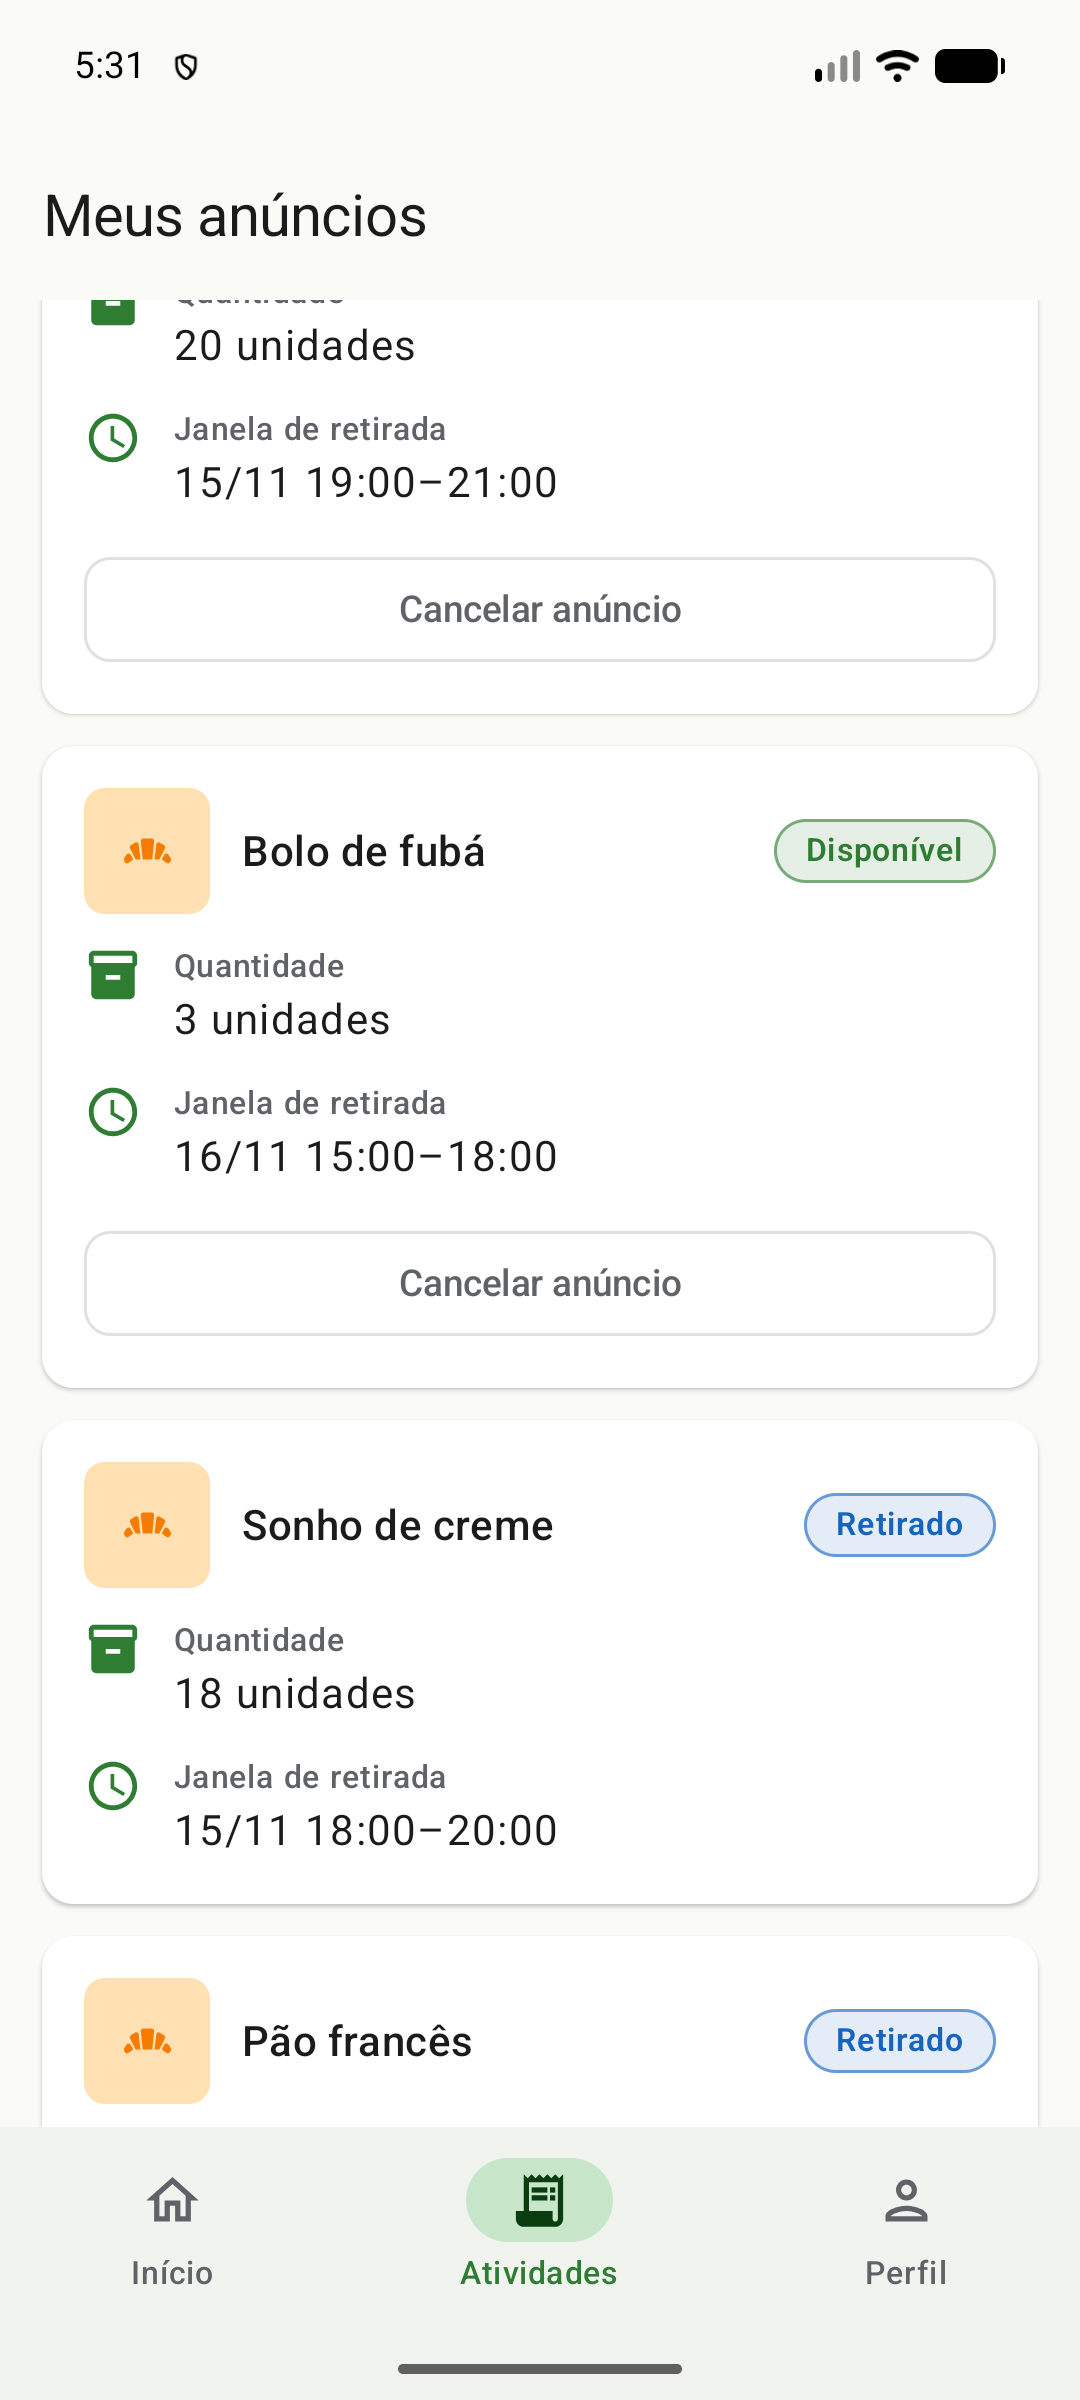 5:31
Meus anúncios
Quantidade
20 unidades
Janela de retirada
15/11 19:00–21:00
Cancelar anúncio
Bolo de fubá
Disponível
Quantidade
3 unidades
Janela de retirada
16/11 15:00–18:00
Cancelar anúncio
Sonho de creme
Retirado
Quantidade
18 unidades
Janela de retirada
15/11 18:00–20:00
Pão francês
Retirado
Início
Atividades
Perfil